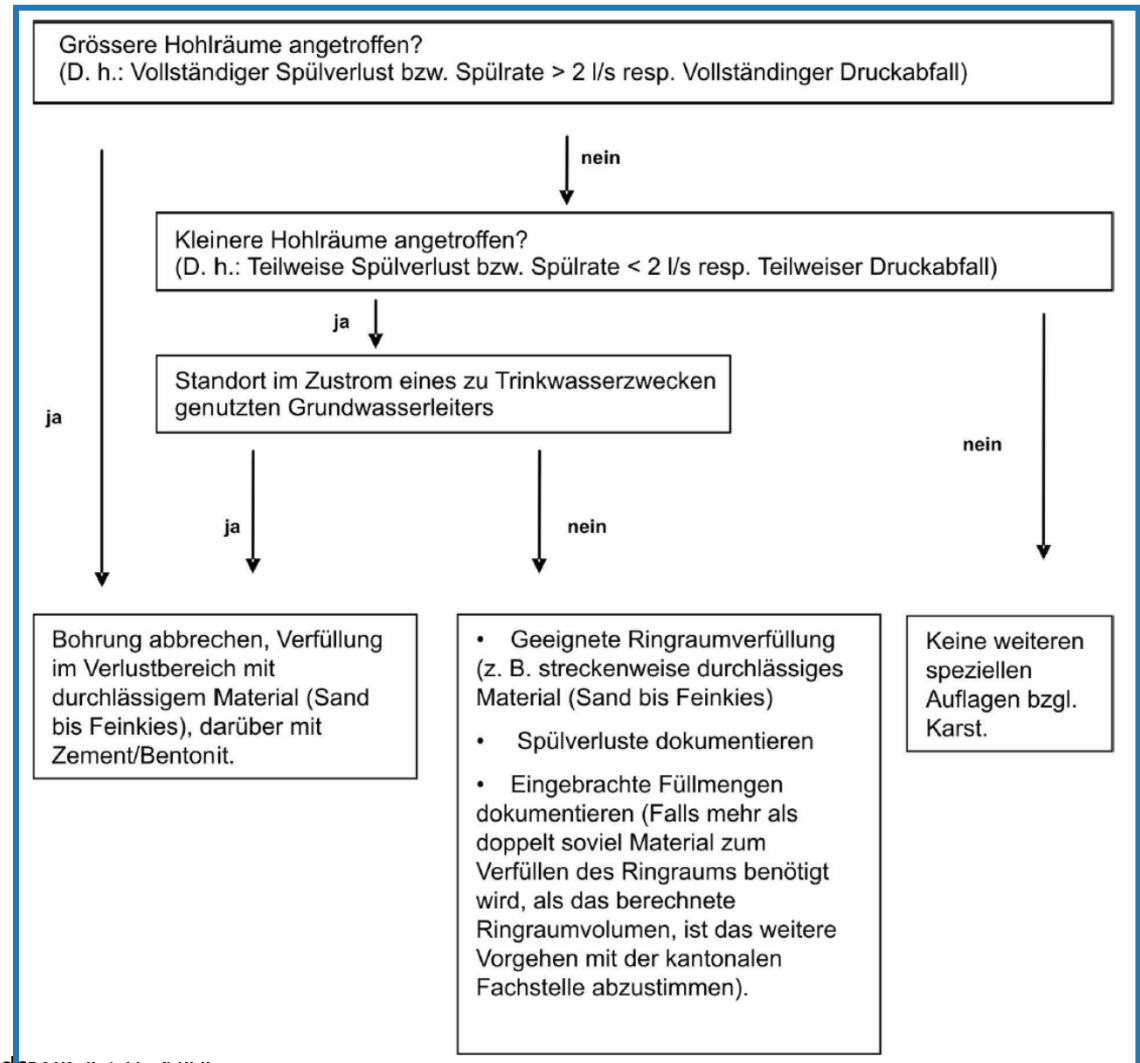 Grössere Hohlräume angetroffen?
(D. h.: Vollständiger Spülverlust bzw. Spülrate > 2 l/s resp. Vollständinger Druckabfall)
nein
Kleinere Hohlräume angetroffen?
(D. h.: Teilweise Spülverlust bzw. Spülrate < 2 l/s resp. Teilweiser Druckabfall)
ja
Standort im Zustrom eines zu Trinkwasserzwecken
genutzten Grundwasserleiters
ja
nein
ja
nein
Bohrung abbrechen, Verfüllung
im Verlustbereich mit
durchlässigem Material (Sand
bis Feinkies), darüber mit
Zement/Bentonit.
• Geeignete Ringraumverfüllung
(z. B. streckenweise durchlässiges
Material (Sand bis Feinkies)
• Spülverluste dokumentieren
• Eingebrachte Füllmengen
dokumentieren (Falls mehr als
doppelt soviel Material zum
Verfüllen des Ringraums benötigt
wird, als das berechnete
Ringraumvolumen, ist das weitere
Vorgehen mit der kantonalen
Fachstelle abzustimmen).
Keine weiteren
speziellen
Auflagen bzgl.
Karst.